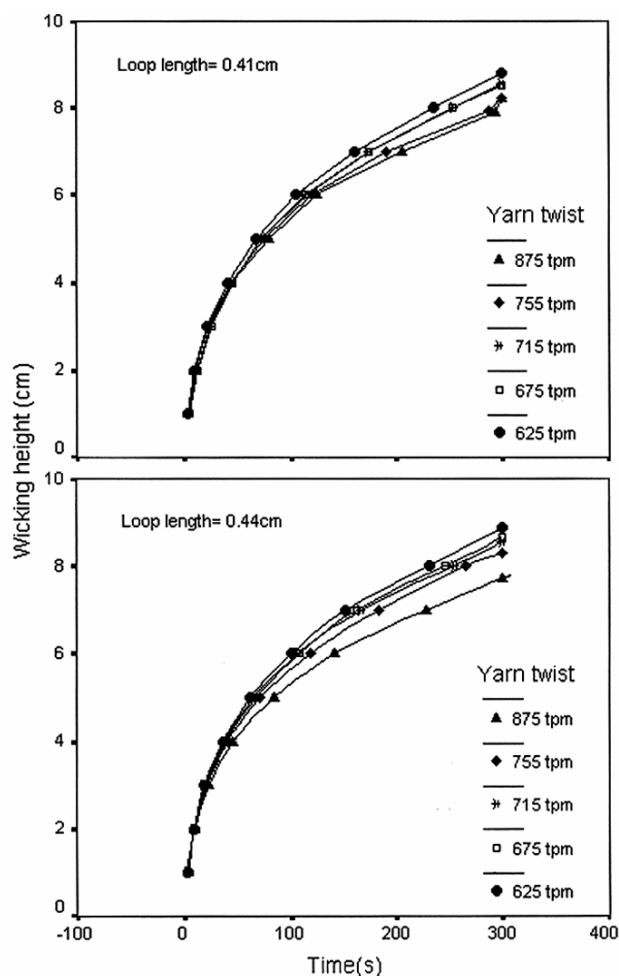 10
Loop length= 0.41cm
8
6
Yarn twist
875 tpm
4
755 tpm
715 tpm
2
675 tpm
625 tpm
0
Wicking height (cm)
10
Loop length= 0.44cm
8
6
Yarn twist
875 tpm
4
755 tpm
715 tpm
2
675 tpm
625 tpm
0
-100 0 100 200 300 400
Time(s)